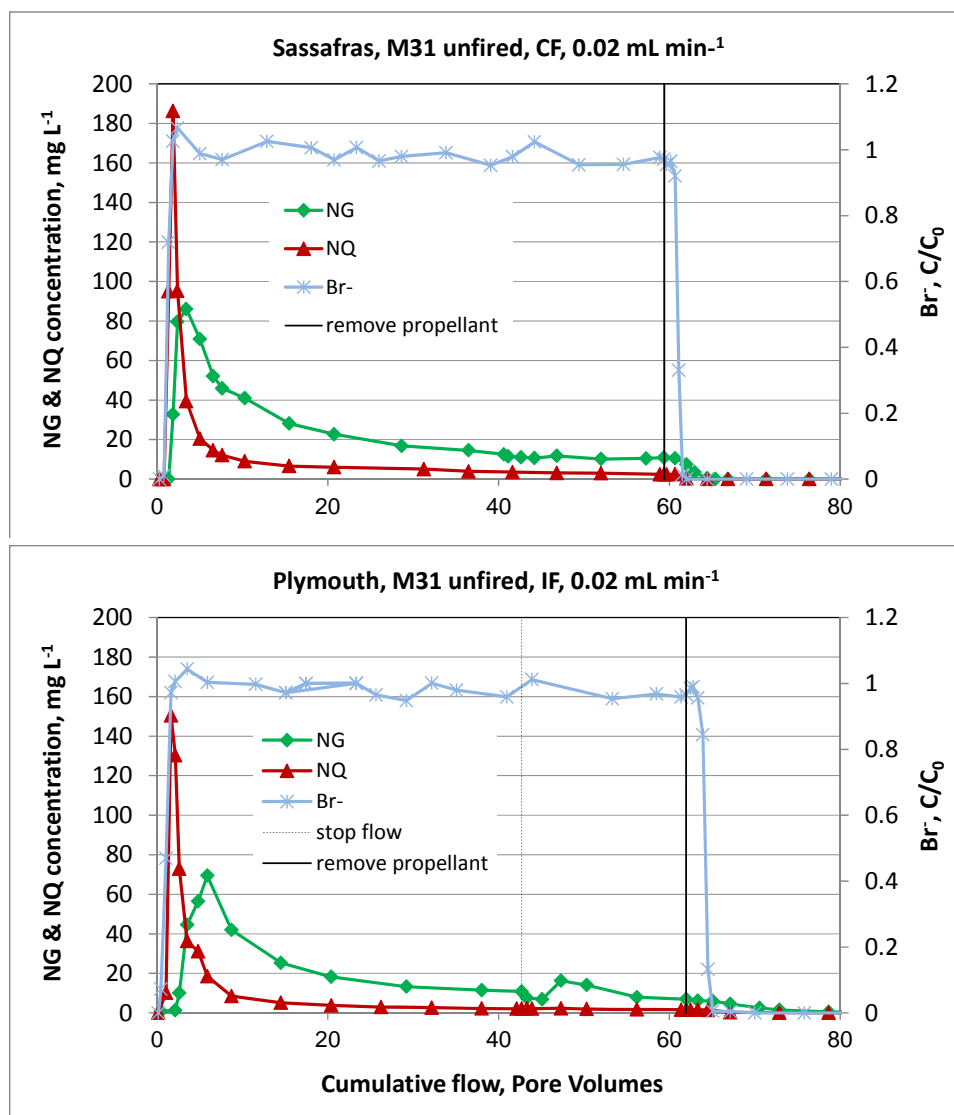 Sassafras, M31 unfired, CF, 0.02 mL min-¹
200
180
160
140
120
100
80
60
40
20
0
NG & NQ concentration, mg L⁻¹
NG
NQ
Br-
remove propellant
1.2
1
0.8
0.6
0.4
0.2
0
Br⁻, C/C₀
0 20 40 60 80
Plymouth, M31 unfired, IF, 0.02 mL min⁻¹
200
180
160
140
120
100
80
60
40
20
0
NG & NQ concentration, mg L⁻¹
NG
NQ
Br-
stop flow
remove propellant
1.2
1
0.8
0.6
0.4
0.2
0
Br⁻, C/C₀
0 20 40 60 80
Cumulative flow, Pore Volumes